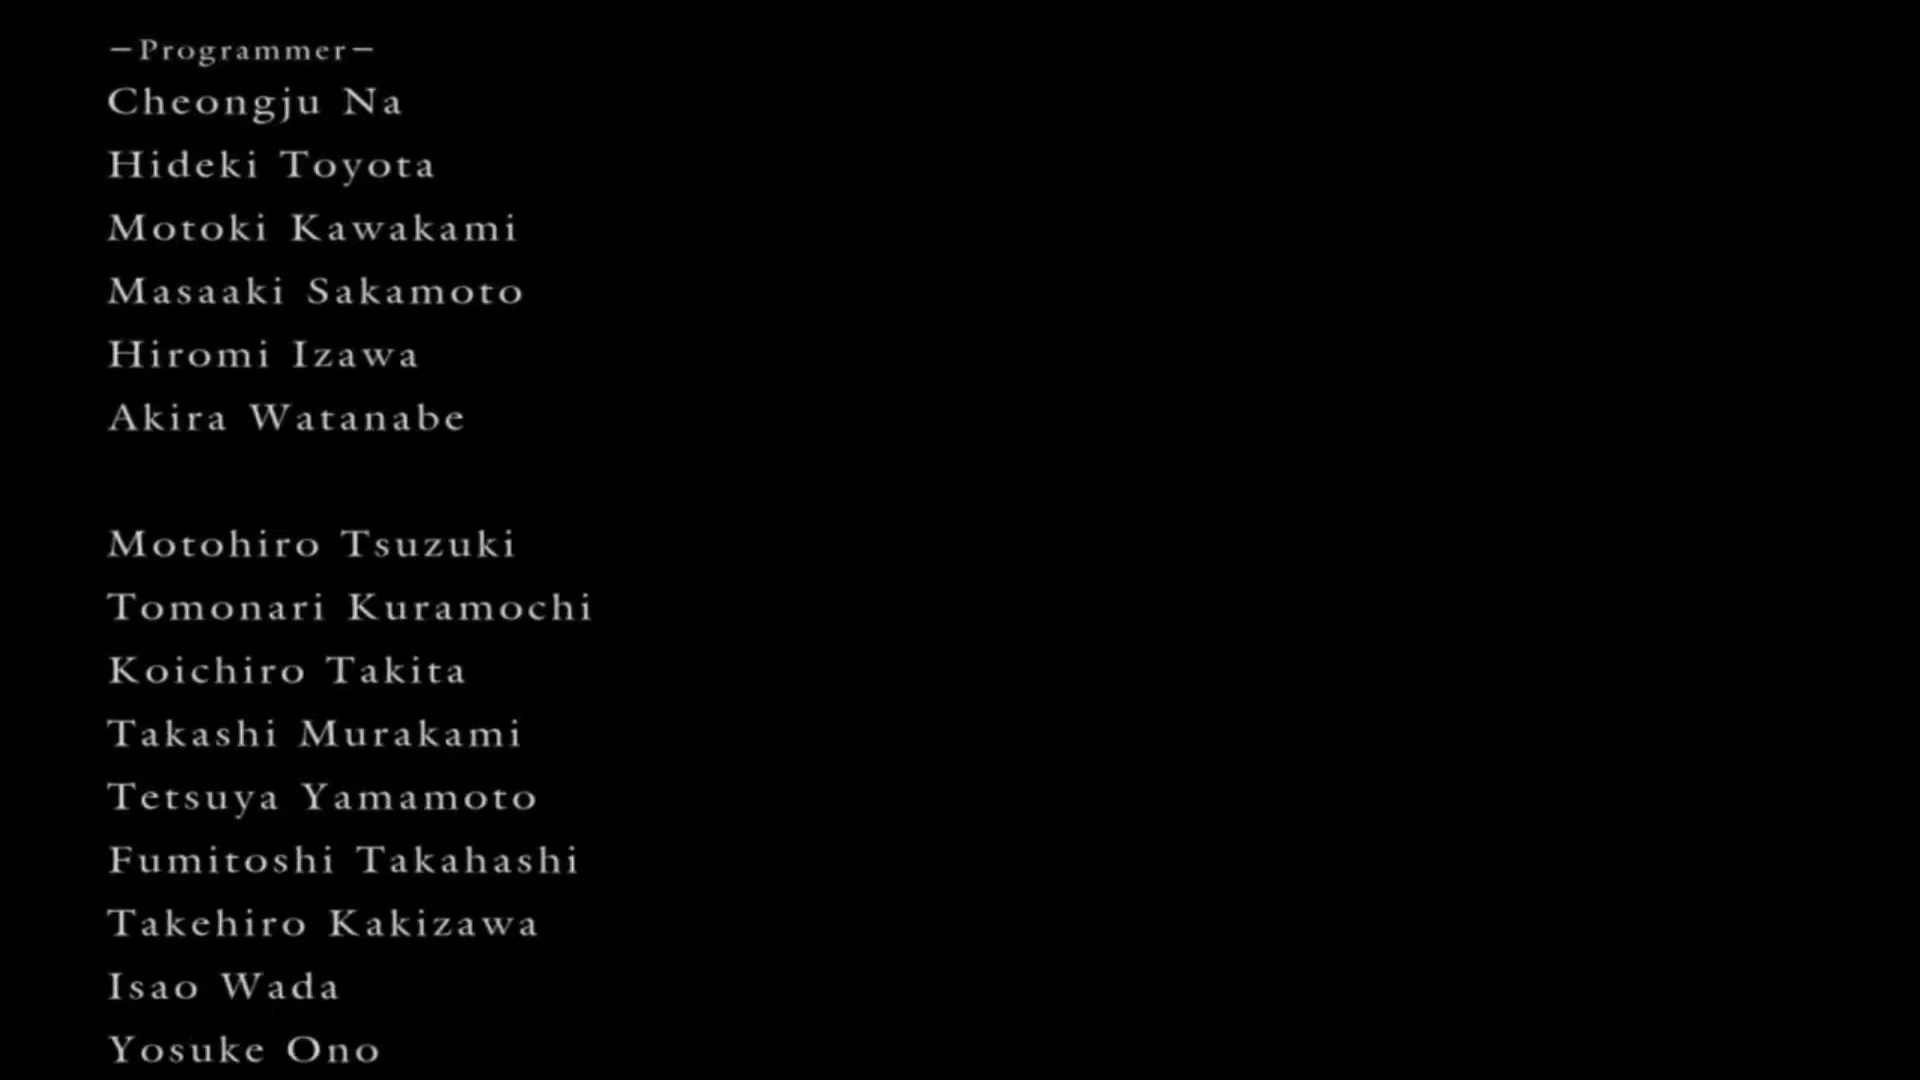 －Programmer－
Cheongju Na
Hideki Toyota
Motoki Kawakami
Masaaki Sakamoto
Hiromi Izawa
Akira Watanabe
Motohiro Tsuzuki
Tomonari Kuramochi
Koichiro Takita
Takashi Murakami
Tetsuya Yamamoto
Fumitoshi Takahashi
Takehiro Kakizawa
Isao Wada
Yosuke Ono